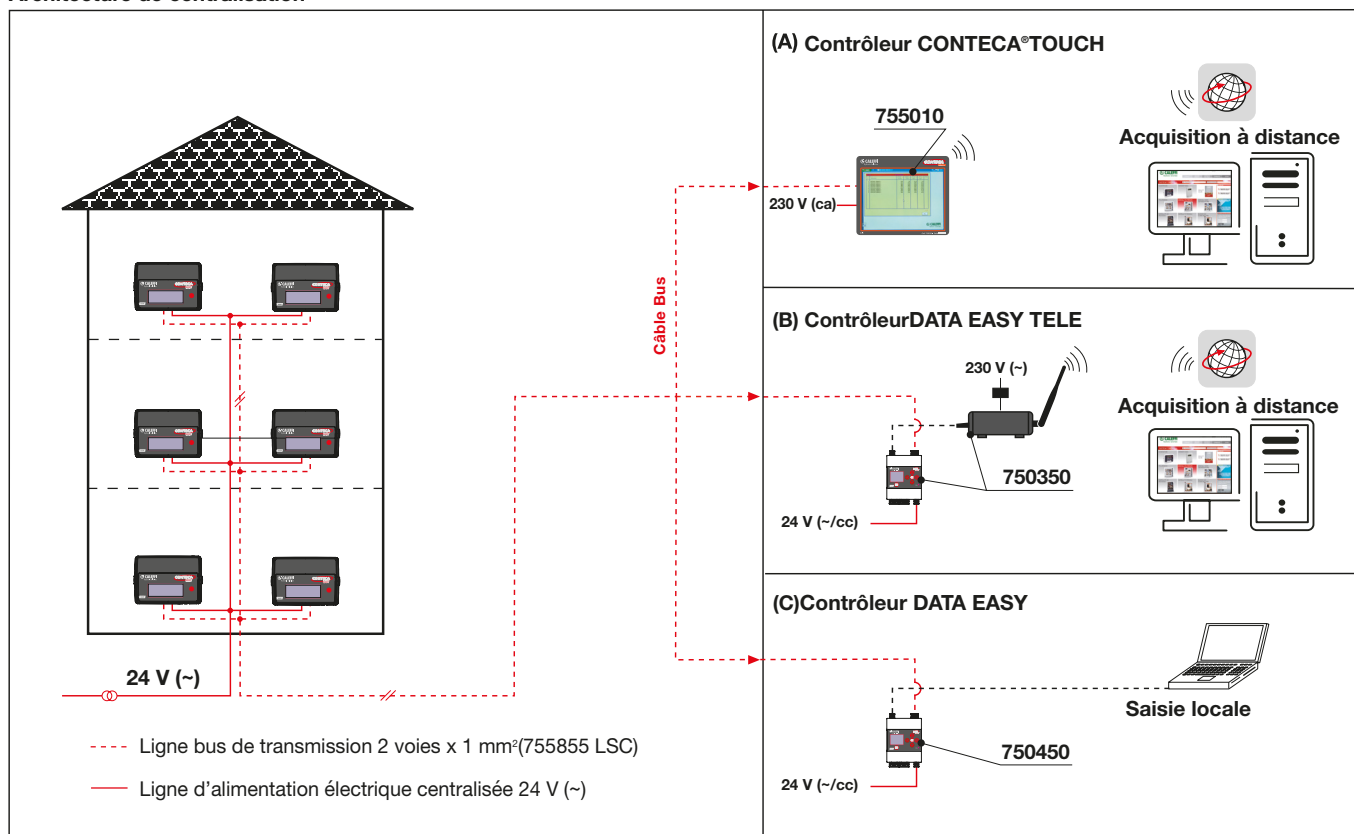 Architecture de centralisation
(A) Contrôleur CONTECA®TOUCH
755010
230 V (ca)
Acquisition à distance
Câble Bus
(B) ContrôleurDATA EASY TELE
230 V (~)
750350
24 V (~/cc)
Acquisition à distance
(C)Contrôleur DATA EASY
750450
24 V (~/cc)
Saisie locale
24 V (~)
Ligne bus de transmission 2 voies x 1 mm²(755855 LSC)
Ligne d'alimentation électrique centralisée 24 V (~)